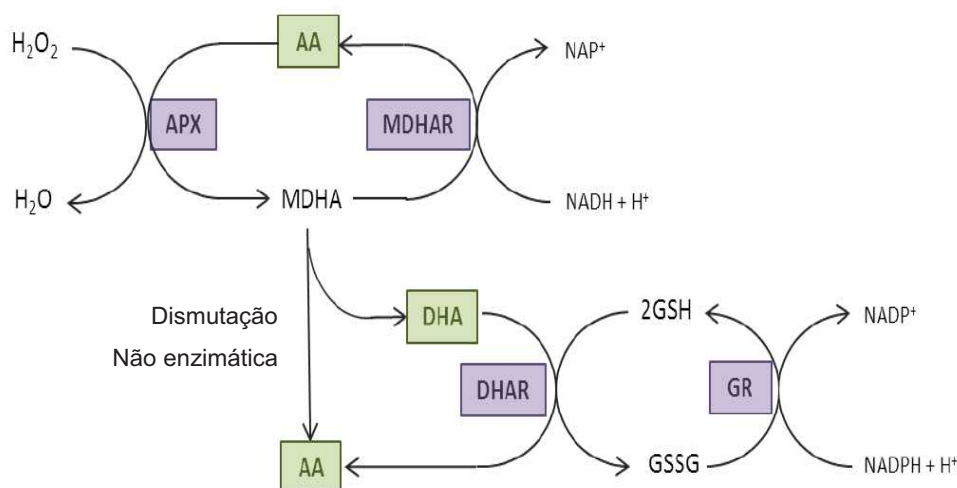 H₂O₂
AA
NAP⁺
APX
MDHAR
H₂O
MDHA
NADH + H⁺
Dismutação
Não enzimática
DHA
2GSH
NADP⁺
DHAR
GR
AA
GSSG
NADPH + H⁺